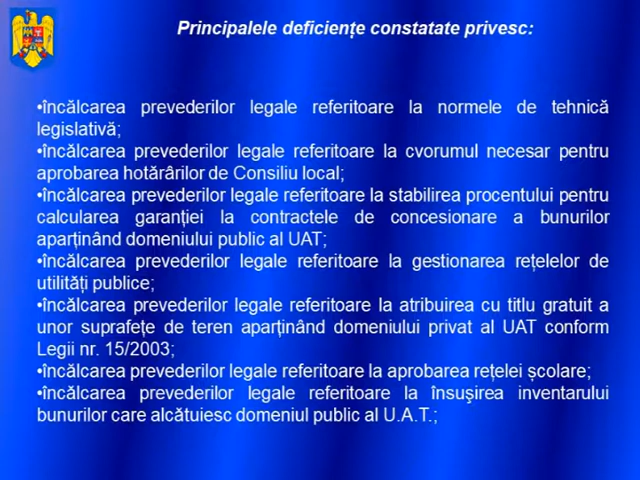 Principalele deficiențe constatate privesc:
•încălcarea prevederilor legale referitoare la normele de tehnică
legislativă;
•încălcarea prevederilor legale referitoare la cvorumul necesar pentru
aprobarea hotărârilor de Consiliu local;
•încălcarea prevederilor legale referitoare la stabilirea procentului pentru
calcularea garanției la contractele de concesionare a bunurilor
aparținând domeniului public al UAT;
•încălcarea prevederilor legale referitoare la gestionarea rețelelor de
utilități publice;
•încălcarea prevederilor legale referitoare la atribuirea cu titlu gratuit a
unor suprafețe de teren aparținând domeniului privat al UAT conform
Legii nr. 15/2003;
•încălcarea prevederilor legale referitoare la aprobarea rețelei școlare;
•încălcarea prevederilor legale referitoare la însuşirea inventarului
bunurilor care alcătuiesc domeniul public al U.A.T.;